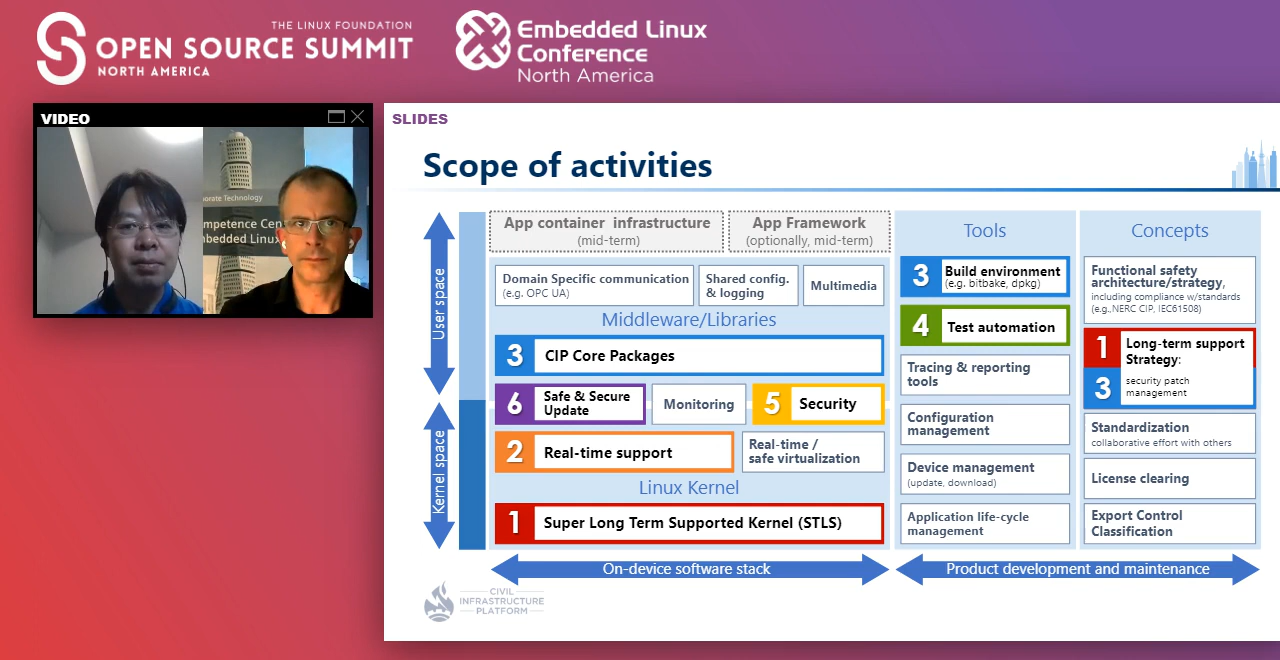 THE LINUX FOUNDATION
OPEN SOURCE SUMMIT
NORTH AMERICA
Embedded Linux
Conference
North America
VIDEO
orate Technology
mpetence Cen
mbedded Linux
SLIDES
Scope of activities
User space
Kernel space
App container infrastructure
(mid-term)
App Framework
(optionally, mid-term)
Domain Specific communication
(e.g. OPC UA)
Shared config.
& logging
Multimedia
Middleware/Libraries
3 CIP Core Packages
6 Safe & Secure
Update
Monitoring
5 Security
2 Real-time support
Real-time /
safe virtualization
Linux Kernel
1 Super Long Term Supported Kernel (STLS)
On-device software stack
Tools
3 Build environment
(e.g. bitbake, dpkg)
4 Test automation
Tracing & reporting
tools
Configuration
management
Device management
(update, download)
Application life-cycle
management
Concepts
Functional safety
architecture/strategy,
including compliance w/standards
(e.g.,NERC CIP, IEC61508)
1 Long-term support
Strategy:
3 security patch
management
Standardization
collaborative effort with others
License clearing
Export Control
Classification
Product development and maintenance
CIVIL
INFRASTRUCTURE
PLATFORM